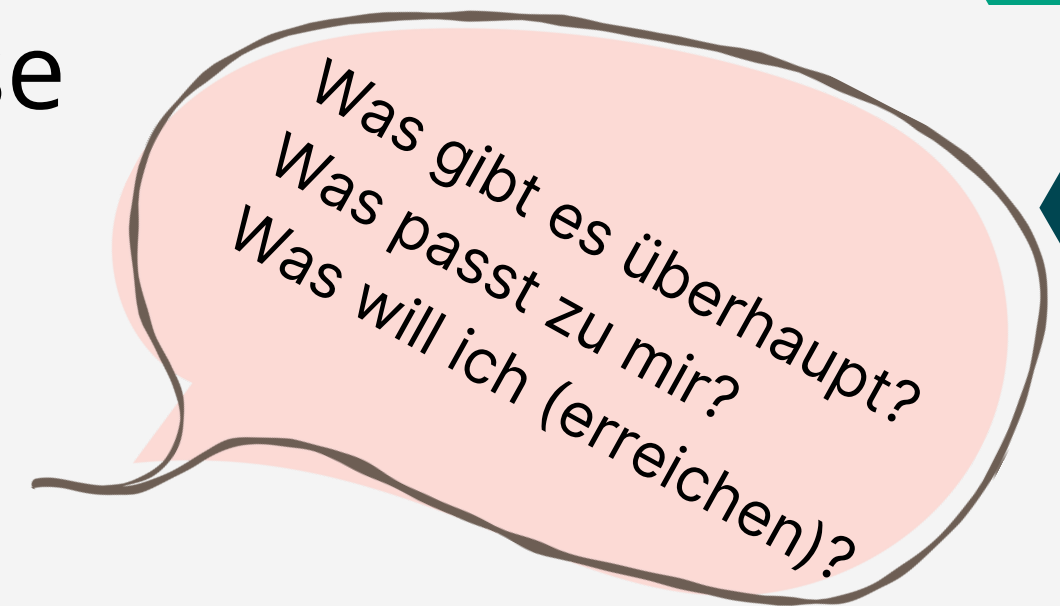 Was gibt es überhaupt?
Was passt zu mir?
Was will ich (erreichen)?